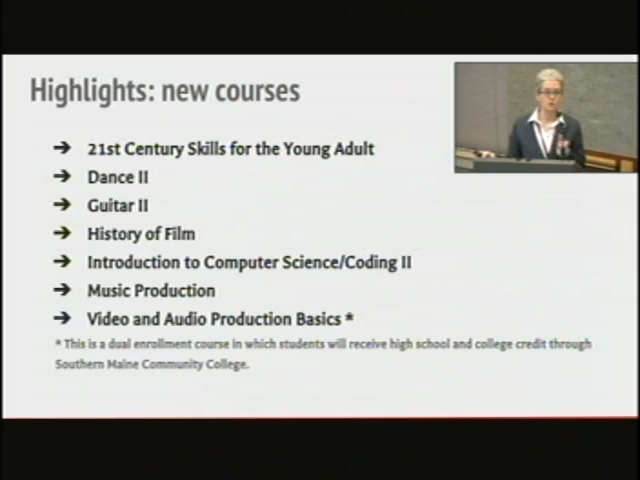 Highlights: new courses
→ 21st Century Skills for the Young Adult
→ Dance II
→ Guitar II
→ History of Film
→ Introduction to Computer Science/Coding II
→ Music Production
→ Video and Audio Production Basics *
* This is a dual enrollment course in which students will receive high school and college credit through
Southern Maine Community College.